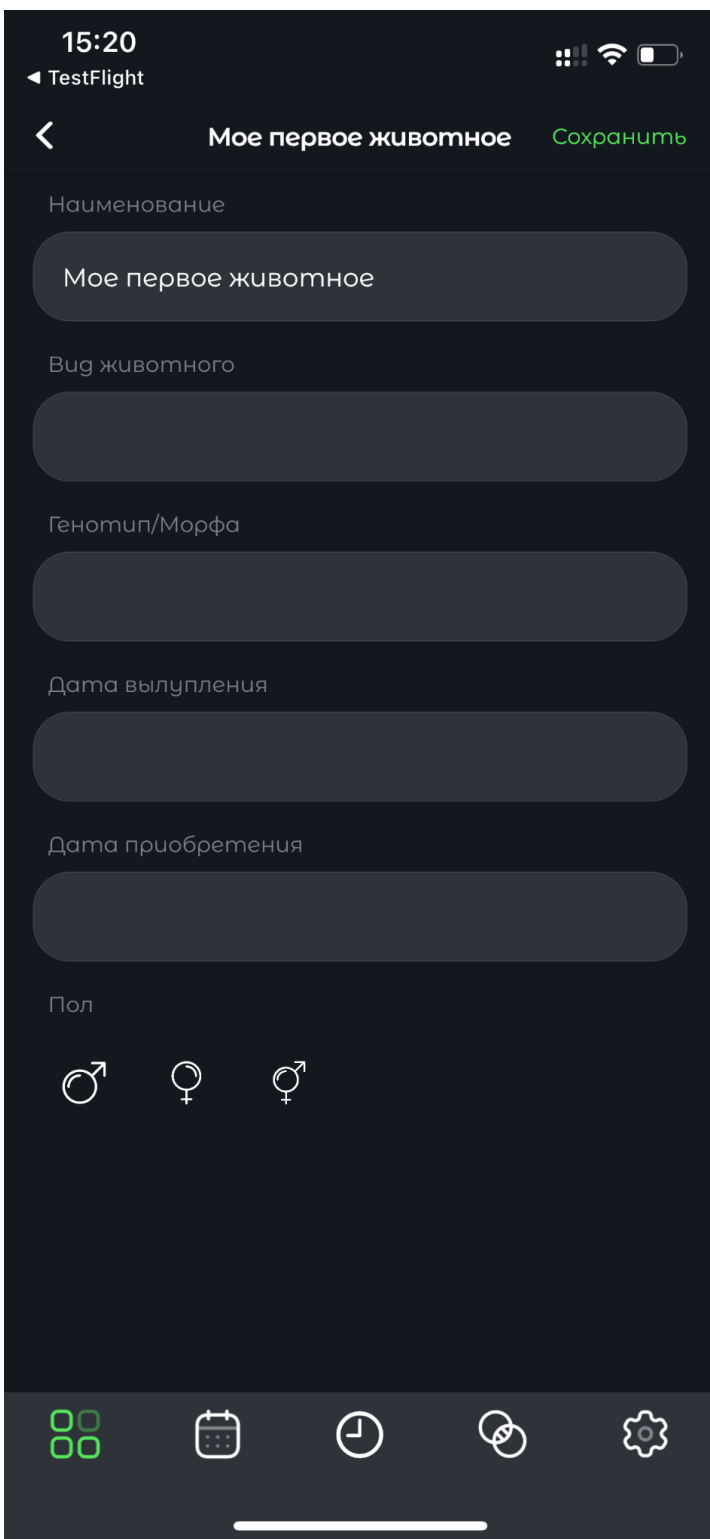 15:20
◀ TestFlight
Мое первое животное
Сохранить
Наименование
Мое первое животное
Вид животного
Генотип/Морфа
Дата вылупления
Дата приобретения
Пол